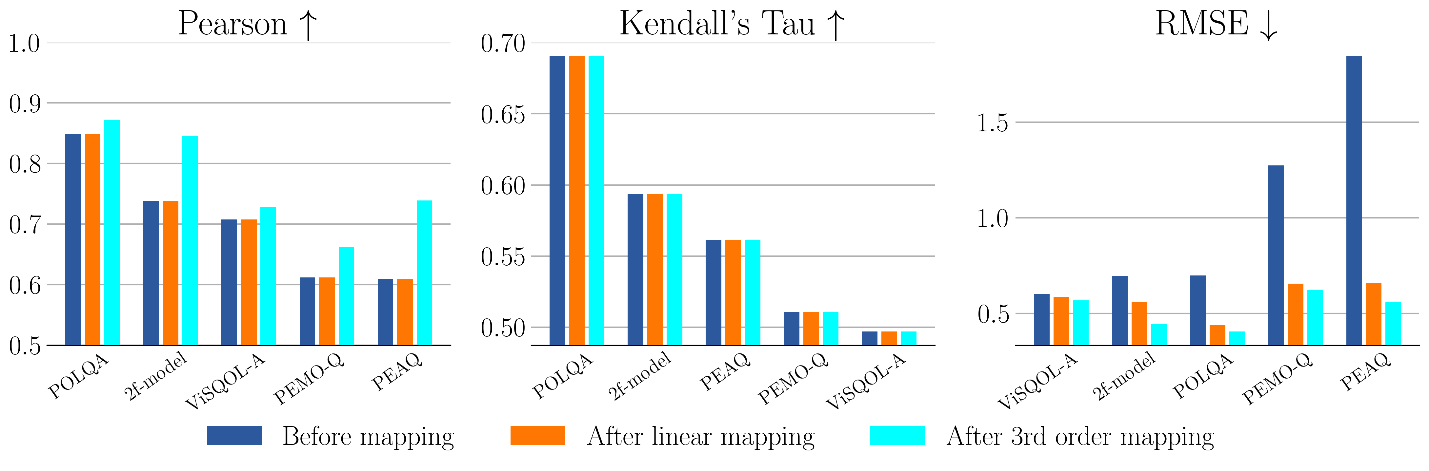 Pearson ↑
1.0
0.9
0.8
0.7
0.6
0.5
POLQA
2f-model
ViSQOL-A
PEMO-Q
PEAQ
Kendall's Tau ↑
0.70
0.65
0.60
0.55
0.50
POLQA
2f-model
PEAQ
PEMO-Q
ViSQOL-A
RMSE ↓
1.5
1.0
0.5
ViSQOL-A
2f-model
POLQA
PEMO-Q
PEAQ
Before mapping
After linear mapping
After 3rd order mapping